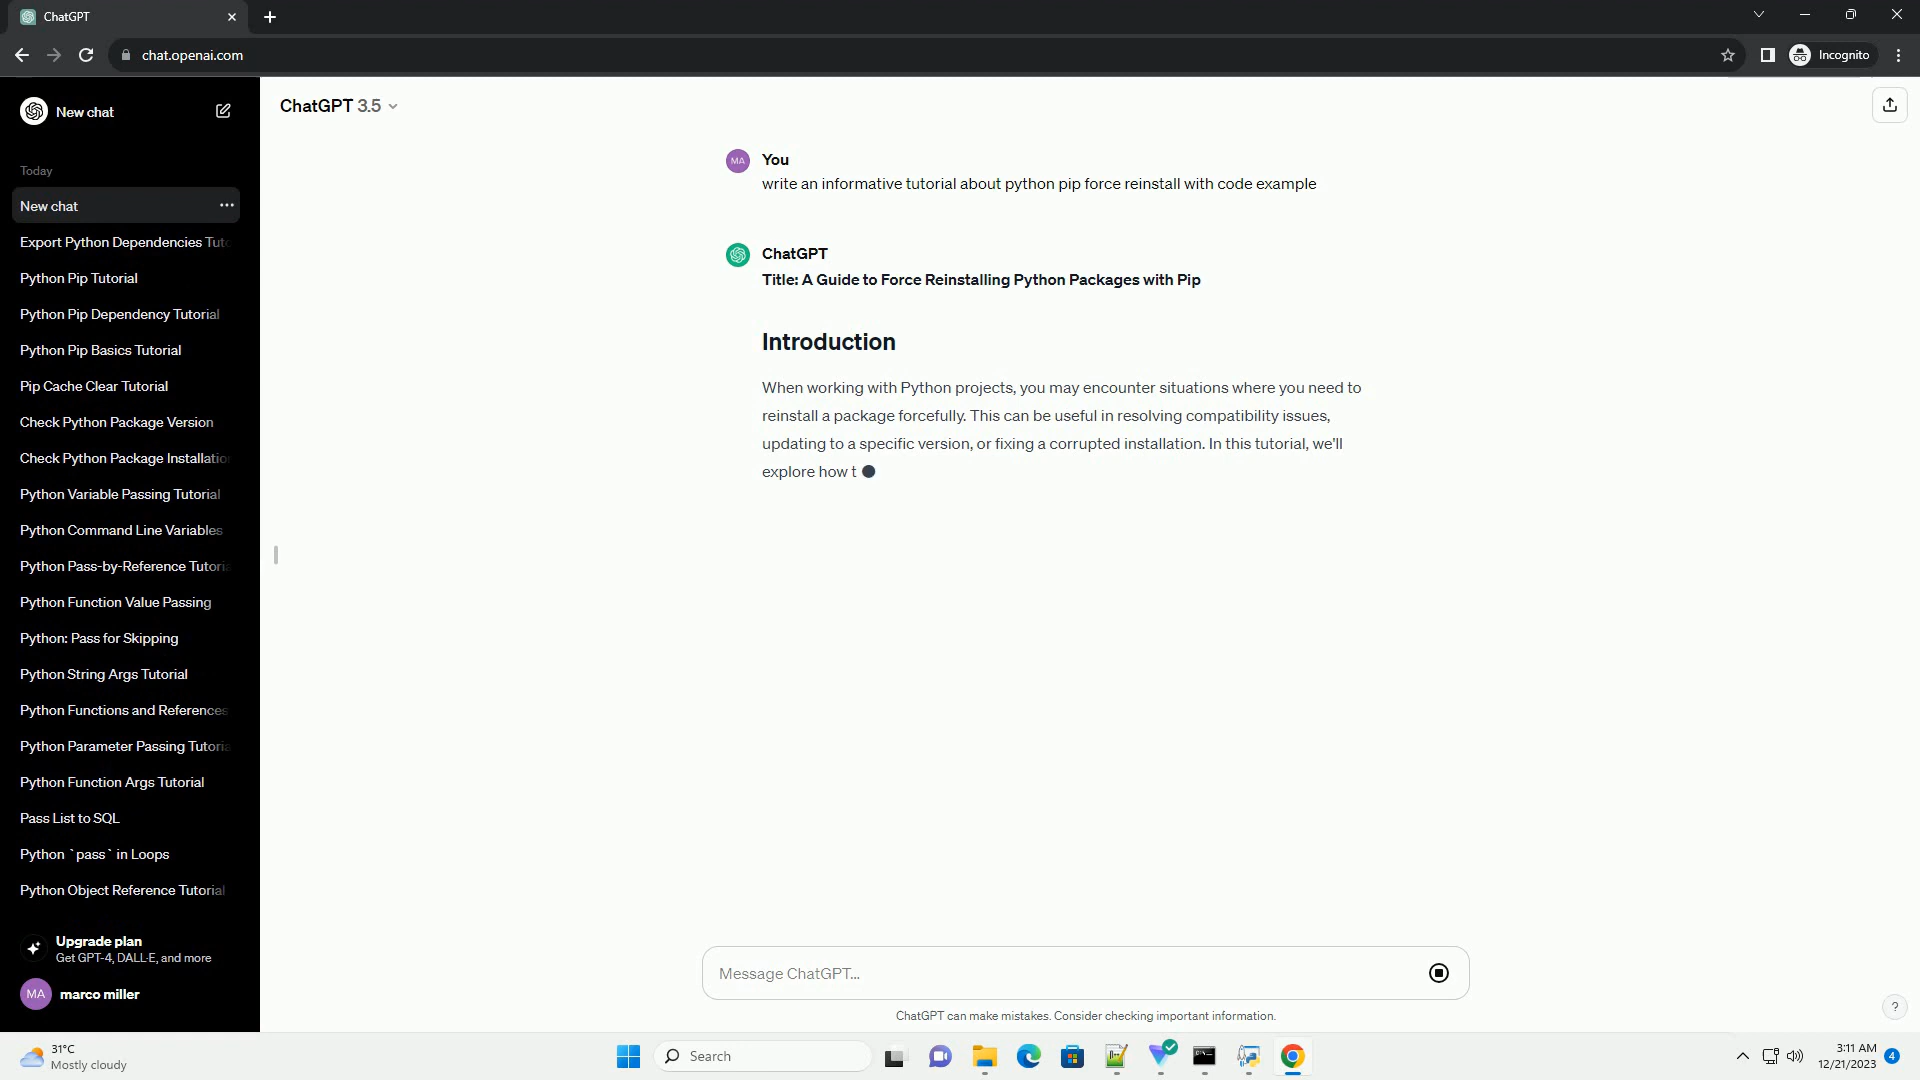 ChatGPT
chat.openai.com
Incognito
New chat
Today
New chat
Export Python Dependencies Tuto
Python Pip Tutorial
Python Pip Dependency Tutorial
Python Pip Basics Tutorial
Pip Cache Clear Tutorial
Check Python Package Version
Check Python Package Installation
Python Variable Passing Tutorial
Python Command Line Variables
Python Pass-by-Reference Tutoria
Python Function Value Passing
Python: Pass for Skipping
Python String Args Tutorial
Python Functions and References
Python Parameter Passing Tutoria
Python Function Args Tutorial
Pass List to SQL
Python `pass` in Loops
Python Object Reference Tutorial
Upgrade plan
Get GPT-4, DALL·E, and more
MA marco miller
ChatGPT 3.5
MA You
write an informative tutorial about python pip force reinstall with code example
ChatGPT
Title: A Guide to Force Reinstalling Python Packages with Pip
Introduction
When working with Python projects, you may encounter situations where you need to
reinstall a package forcefully. This can be useful in resolving compatibility issues,
updating to a specific version, or fixing a corrupted installation. In this tutorial, we'll
explore how t
Message ChatGPT...
ChatGPT can make mistakes. Consider checking important information.
?
31°C
Mostly cloudy
Search
3:11 AM
12/21/2023
4